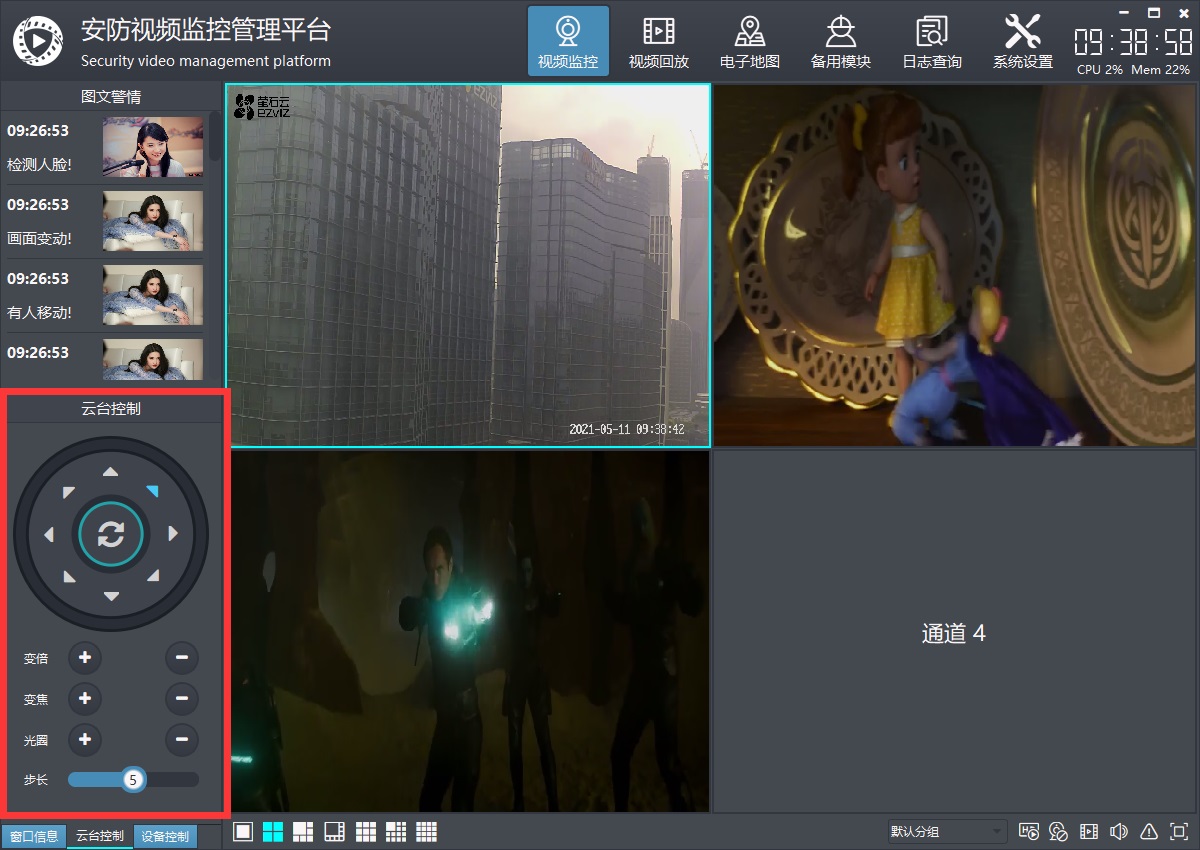 安防视频监控管理平台
Security video management platform
视频监控
视频回放
电子地图
备用模块
日志查询
系统设置
09:38:58
CPU 2% Mem 22%
图文警情
09:26:53
检测人脸!
09:26:53
画面变动!
09:26:53
有人移动!
09:26:53
萤石云
EZVIZ
2021-05-11 09:38:42
云台控制
变倍
变焦
光圈
步长
5
通道 4
窗口信息
云台控制
设备控制
默认分组